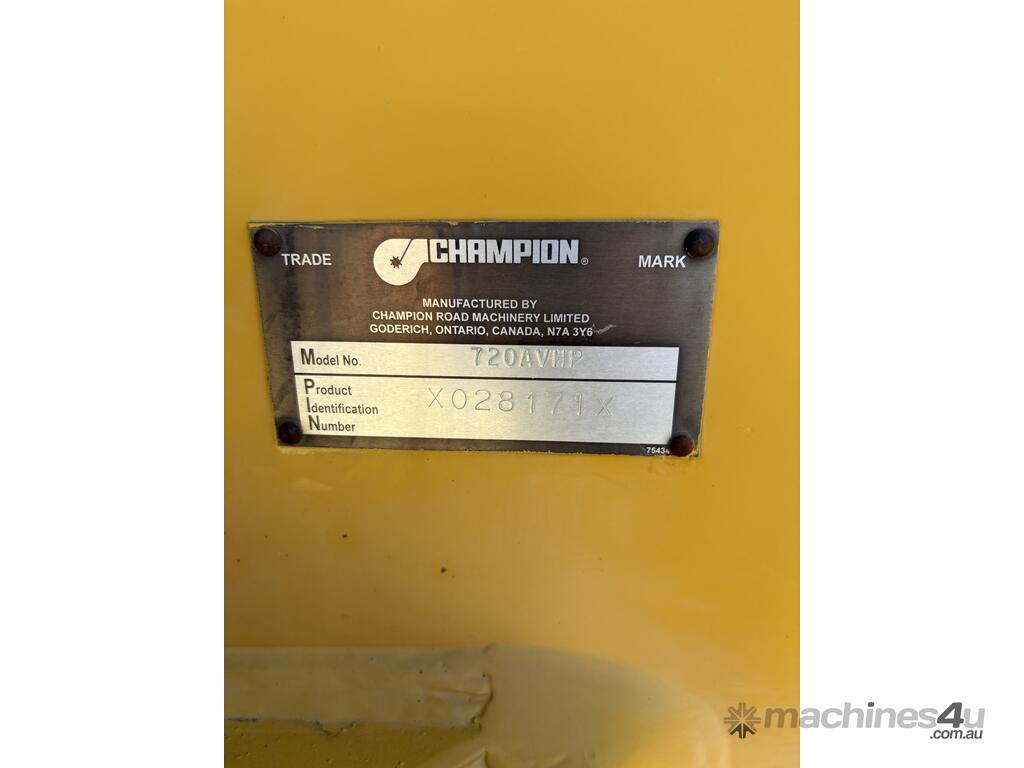 TRADE CHAMPION® MARK
MANUFACTURED BY
CHAMPION ROAD MACHINERY LIMITED
GODERICH, ONTARIO, CANADA, N7A 3Y6
Model No. 720AVHP
Product
Identification X028171X
Number
75434
machines4u
.com.au